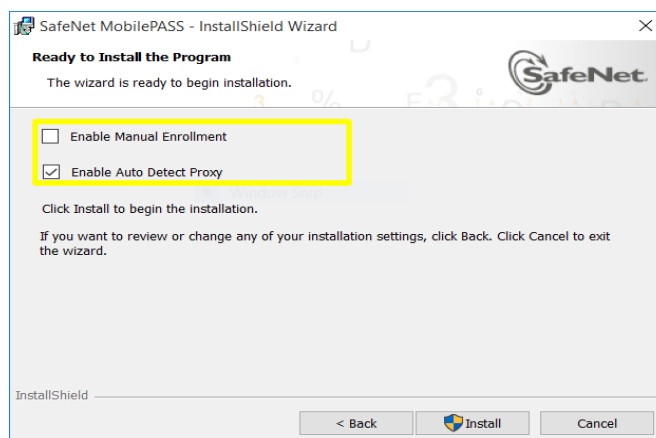 SafeNet MobilePASS - InstallShield Wizard
Ready to Install the Program
The wizard is ready to begin installation.
SafeNet.
Enable Manual Enrollment
Enable Auto Detect Proxy
Window Snip
Click Install to begin the installation.
If you want to review or change any of your installation settings, click Back. Click Cancel to exit
the wizard.
InstallShield
< Back
Install
Cancel